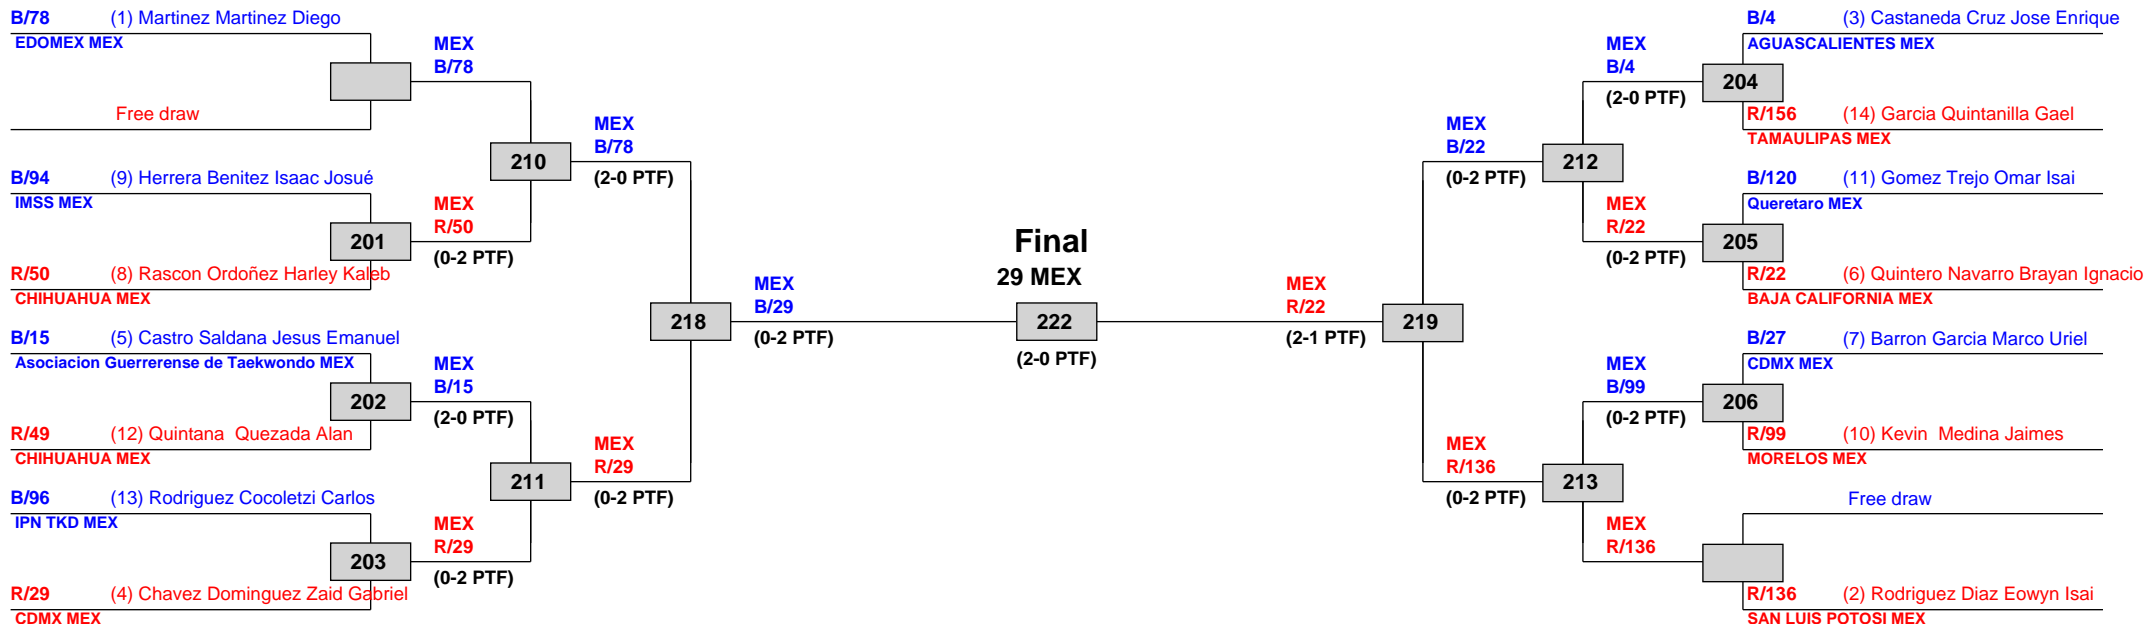 B/78 (1) Martinez Martinez Diego
EDOMEX MEX
Free draw
B/94 (9) Herrera Benitez Isaac Josué
IMSS MEX
R/50 (8) Rascon Ordoñez Harley Kaleb
CHIHUAHUA MEX
B/15 (5) Castro Saldana Jesus Emanuel
Asociacion Guerrerense de Taekwondo MEX
R/49 (12) Quintana  Quezada Alan
CHIHUAHUA MEX
B/96 (13) Rodriguez Cocoletzi Carlos
IPN TKD MEX
R/29 (4) Chavez Dominguez Zaid Gabriel
CDMX MEX
201
202
203
MEX
B/78
MEX
R/50
(0-2 PTF)
MEX
B/15
(2-0 PTF)
MEX
R/29
(0-2 PTF)
210
211
MEX
B/78
(2-0 PTF)
MEX
R/29
(0-2 PTF)
218
MEX
B/29
(0-2 PTF)
Final
29 MEX
222
(2-0 PTF)
MEX
R/22
(2-1 PTF)
219
MEX
B/22
(0-2 PTF)
MEX
R/136
(0-2 PTF)
212
213
MEX
B/4
(2-0 PTF)
MEX
R/22
(0-2 PTF)
MEX
B/99
(0-2 PTF)
MEX
R/136
204
205
206
B/4 (3) Castaneda Cruz Jose Enrique
AGUASCALIENTES MEX
R/156 (14) Garcia Quintanilla Gael
TAMAULIPAS MEX
B/120 (11) Gomez Trejo Omar Isai
Queretaro MEX
R/22 (6) Quintero Navarro Brayan Ignacio
BAJA CALIFORNIA MEX
B/27 (7) Barron Garcia Marco Uriel
CDMX MEX
R/99 (10) Kevin  Medina Jaimes
MORELOS MEX
Free draw
R/136 (2) Rodriguez Diaz Eowyn Isai
SAN LUIS POTOSI MEX